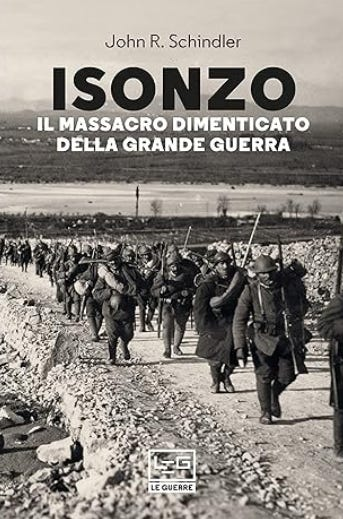 John R. Schindler
ISONZO
IL MASSACRO DIMENTICATO
DELLA GRANDE GUERRA
LEG
LE GUERRE